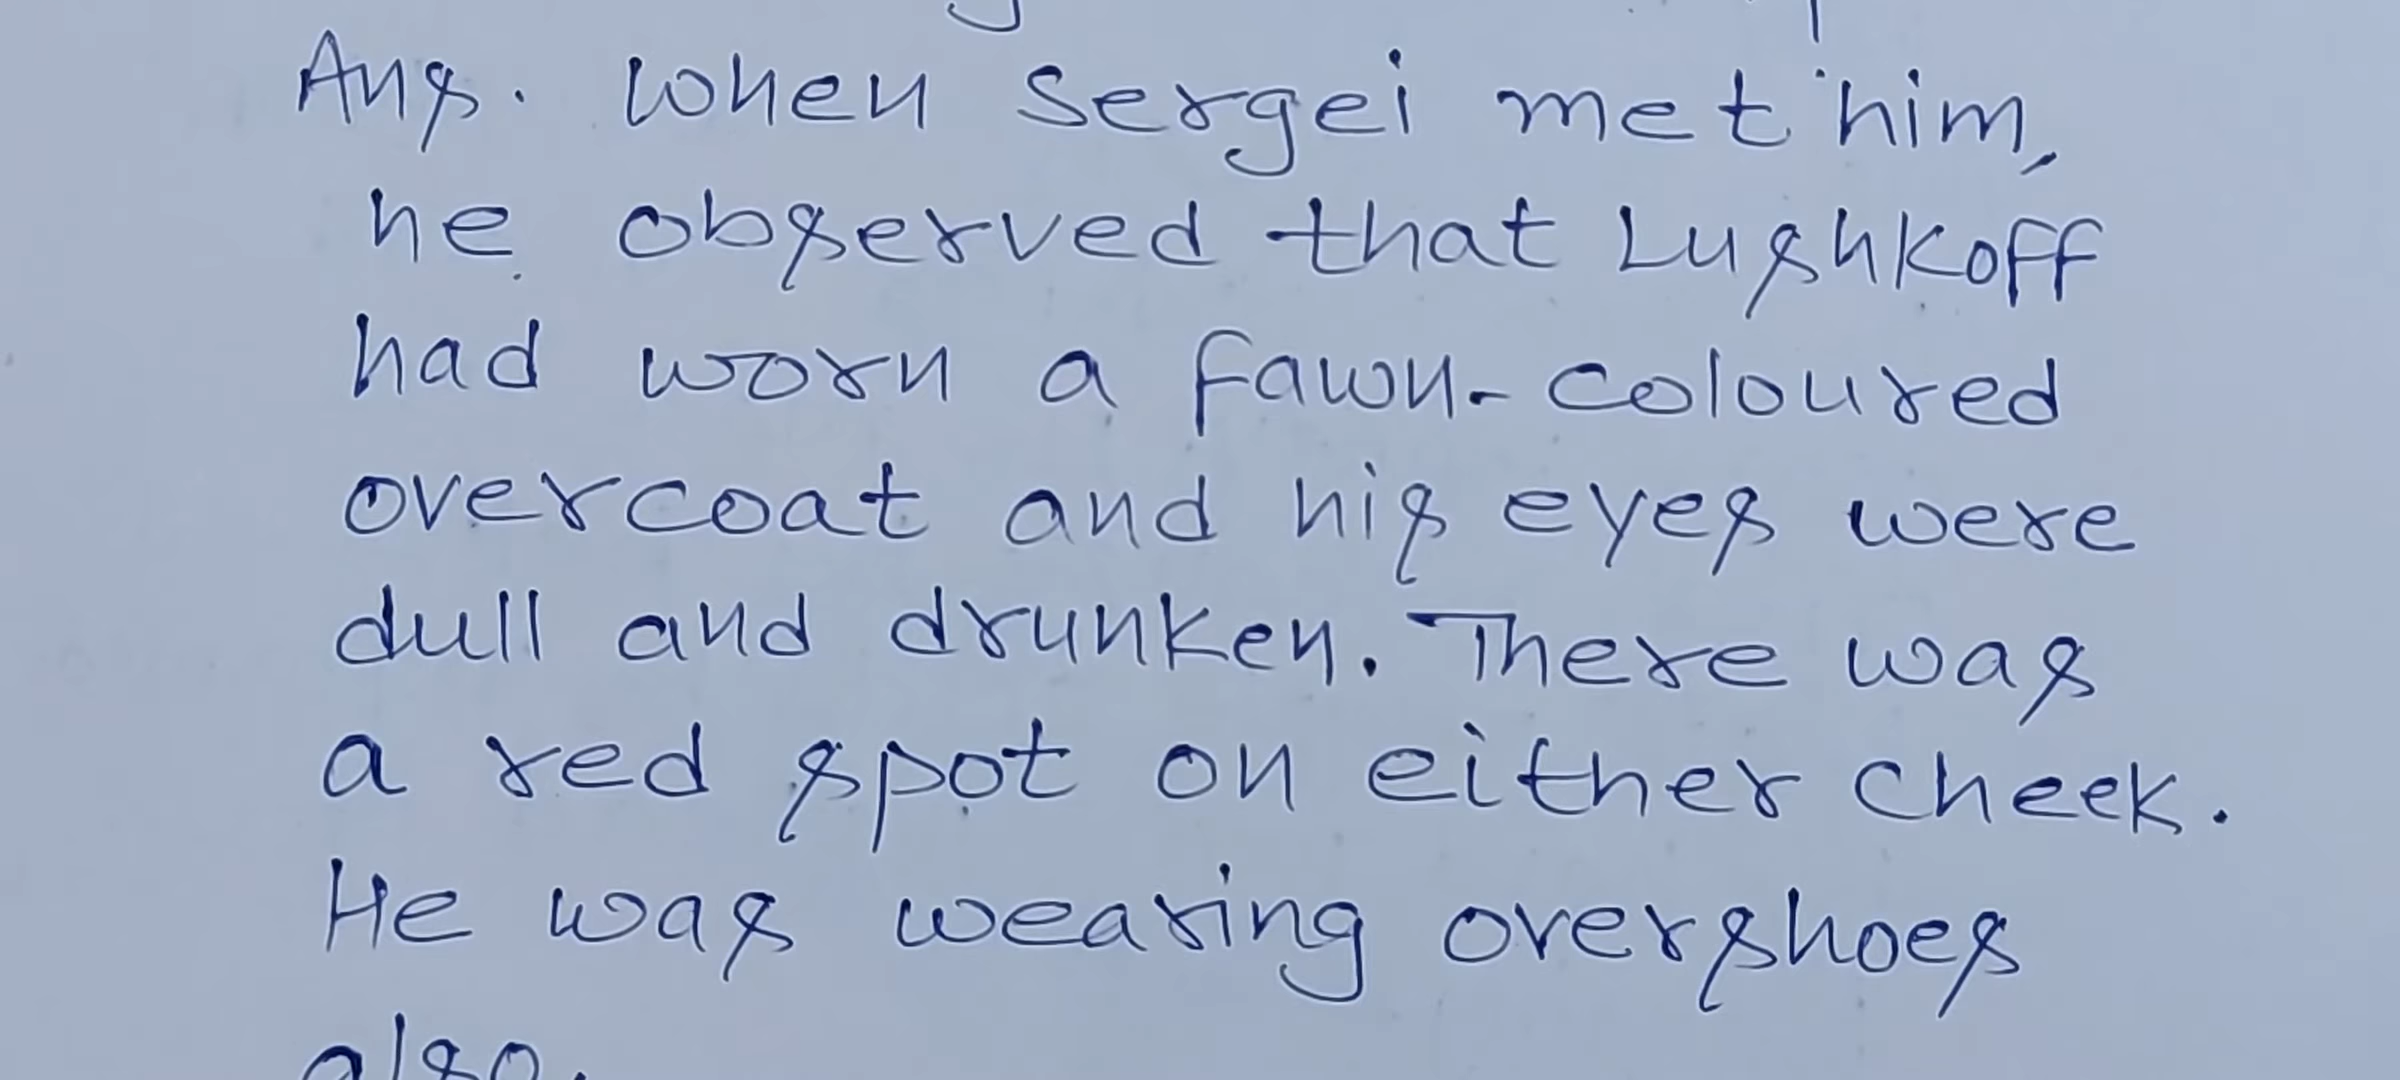 Ans. When Sergei met him,
he observed that Lushkoff
had worn a fawn-coloured
overcoat and his eyes were
dull and drunken. There was
a red spot on either cheek.
He was wearing overshoes
also.